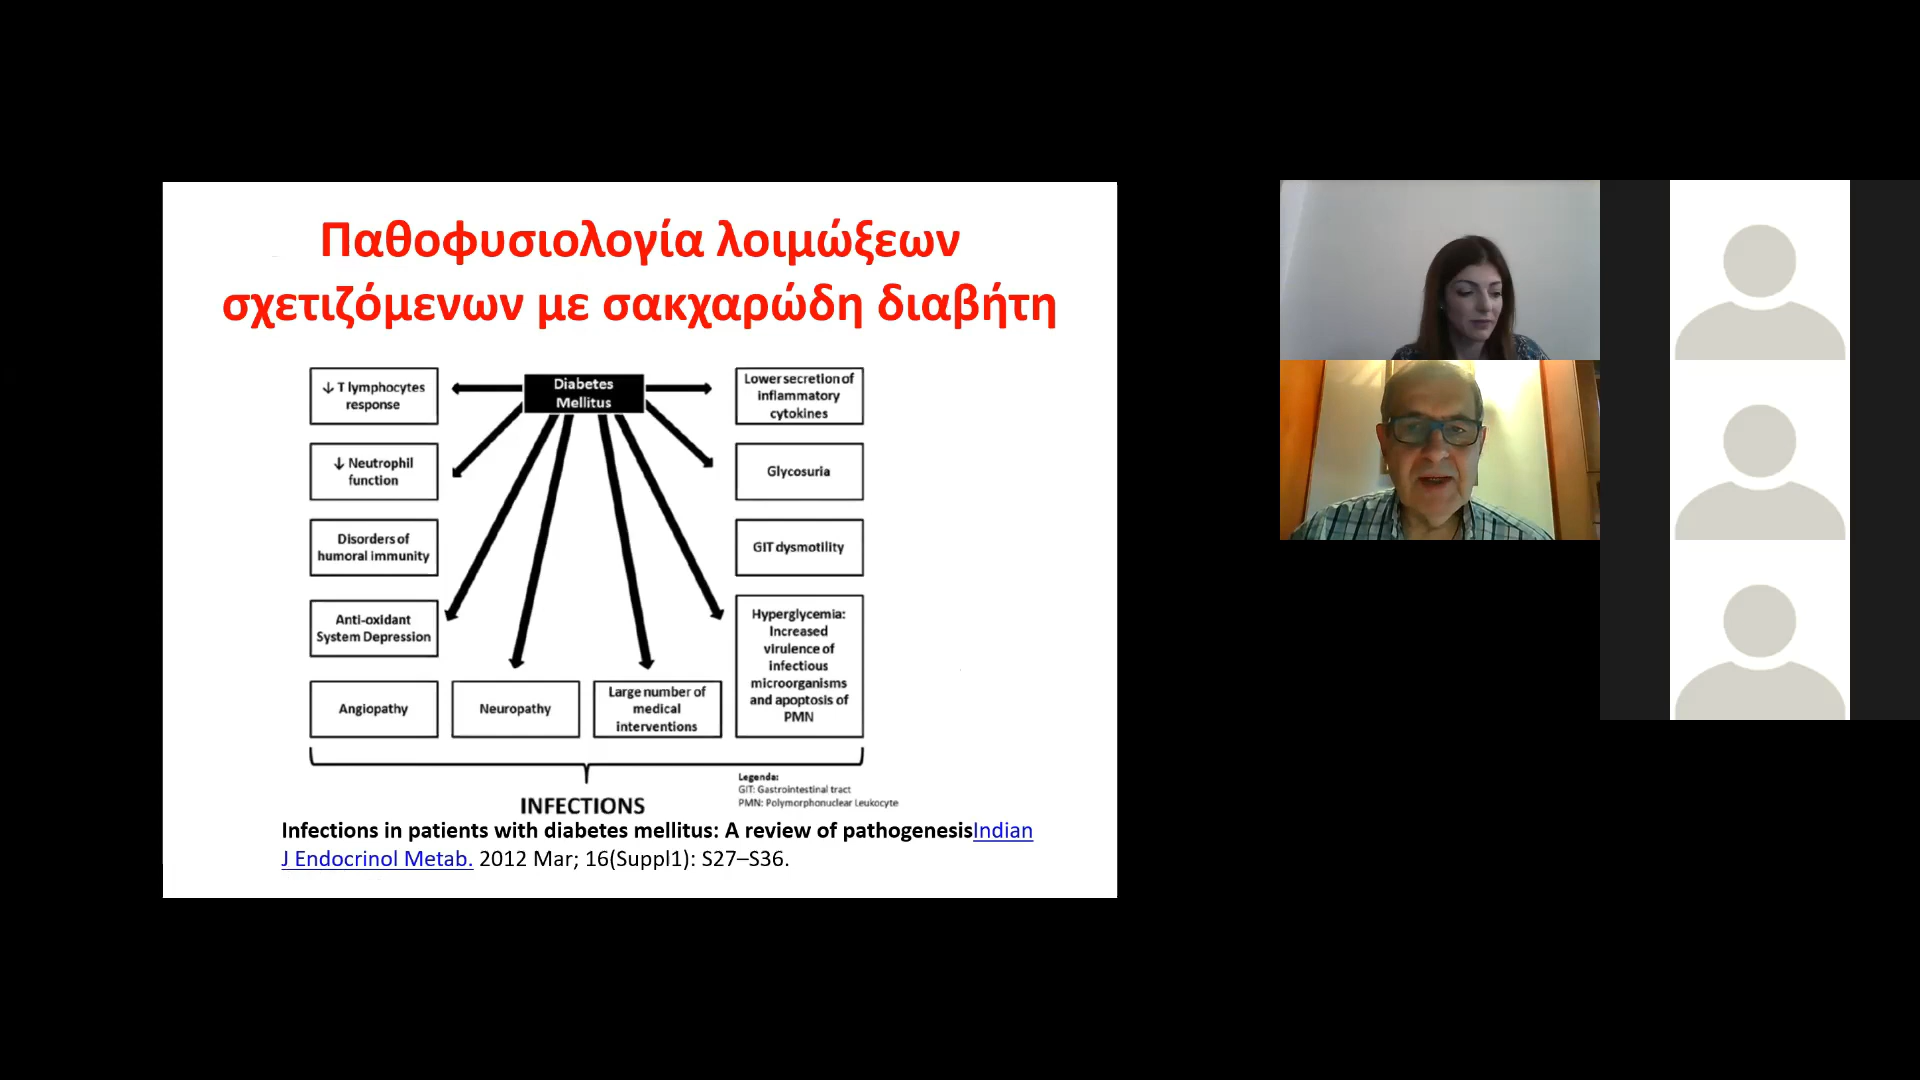 Παθοφυσιολογία λοιμώξεων
σχετιζόμενων με σακχαρώδη διαβήτη
Diabetes
Mellitus
↓ T lymphocytes
response
↓ Neutrophil
function
Disorders of
humoral immunity
Anti-oxidant
System Depression
Angiopathy
Neuropathy
Large number of
medical
interventions
Lower secretion of
inflammatory
cytokines
Glycosuria
GIT dysmotility
Hyperglycemia:
Increased
virulence of
infectious
microorganisms
and apoptosis of
PMN
INFECTIONS
Legenda:
GIT: Gastrointestinal tract
PMN: Polymorphonuclear Leukocyte
Infections in patients with diabetes mellitus: A review of pathogenesisIndian
J Endocrinol Metab. 2012 Mar; 16(Suppl1): S27–S36.